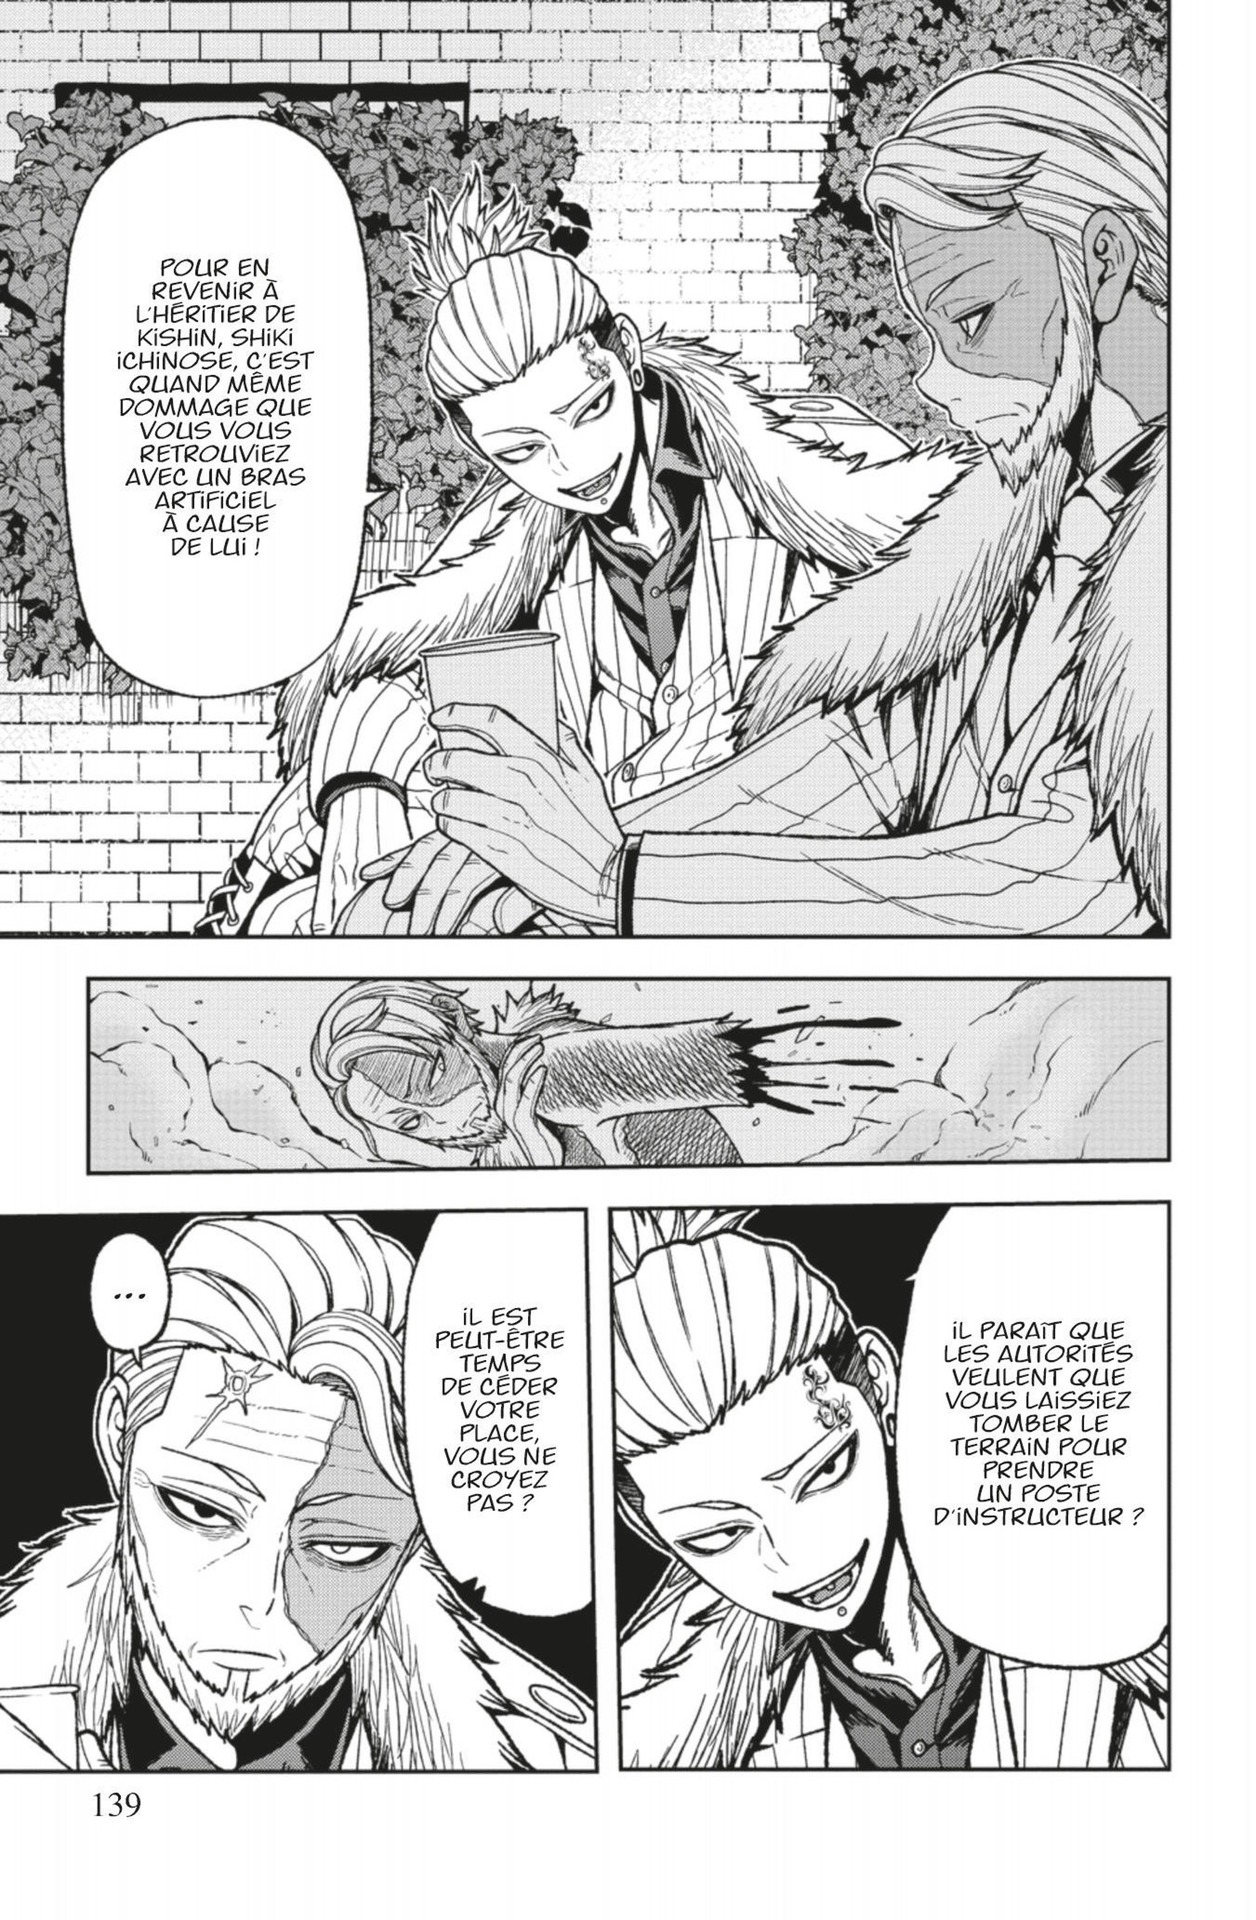 POUR EN
REVENIR À
L'HÉRITIER DE
KISHIN, SHIKI
ICHINOSE, C'EST
QUAND MÊME
DOMMAGE QUE
VOUS VOUS
RETROUVIEZ
AVEC UN BRAS
ARTIFICIEL
À CAUSE
DE LUI !
IL PARAÎT QUE
LES AUTORITÉS
VEULENT QUE
VOUS LAISSIEZ
TOMBER LE
TERRAIN POUR
PRENDRE
UN POSTE
D'INSTRUCTEUR ?
IL EST
PEUT-ÊTRE
TEMPS
DE CÉDER
VOTRE
PLACE,
VOUS NE
CROYEZ
PAS ?
...
139